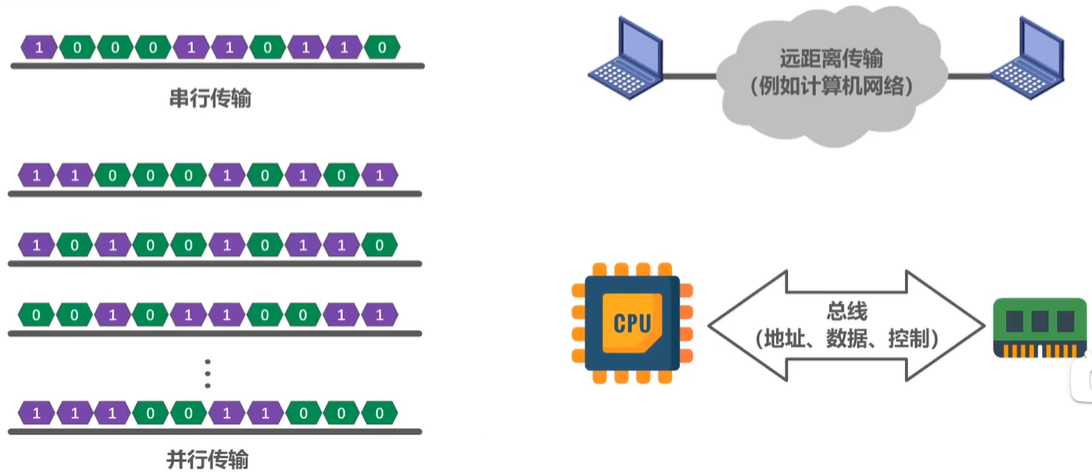 1 0 0 0 1 1 0 1 1 0
串行传输
1 1 0 0 0 1 0 1 0 1
1 0 1 0 0 1 0 1 1 0
0 0 1 0 1 1 0 0 1 1
1 1 1 0 0 1 1 0 0 0
并行传输
远距离传输
（例如计算机网络）
CPU
总线
（地址、数据、控制）